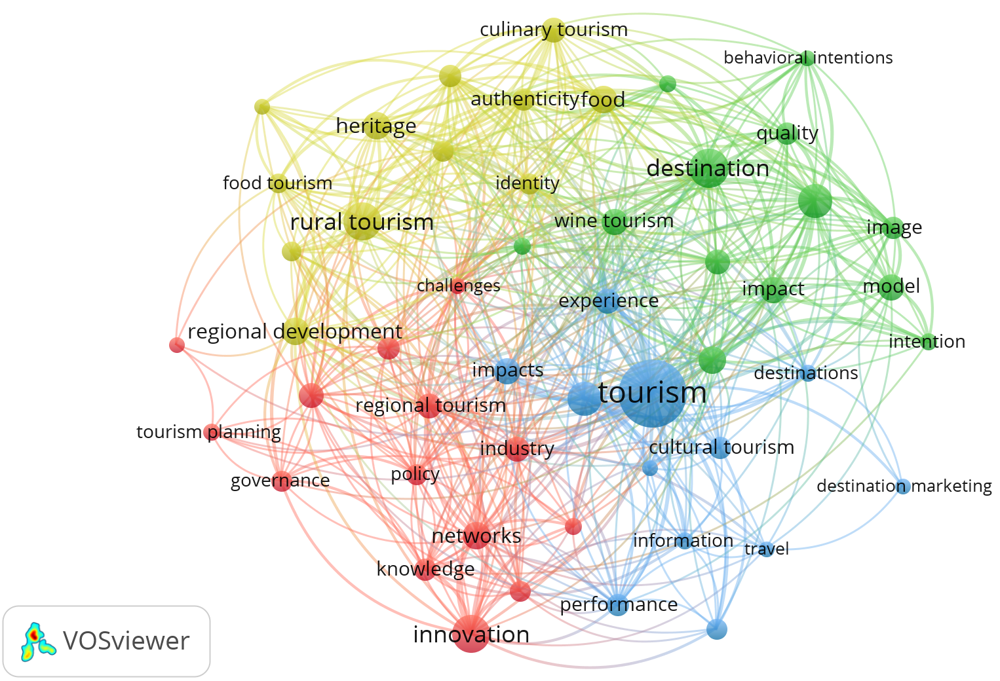 culinary tourism
behavioral intentions
authenticity
food
heritage
quality
destination
food tourism
identity
rural tourism
wine tourism
image
challenges
impact
model
experience
regional development
intention
impacts
destinations
tourism
regional tourism
tourism planning
industry
cultural tourism
governance
policy
destination marketing
networks
information
travel
knowledge
performance
innovation
VOSviewer